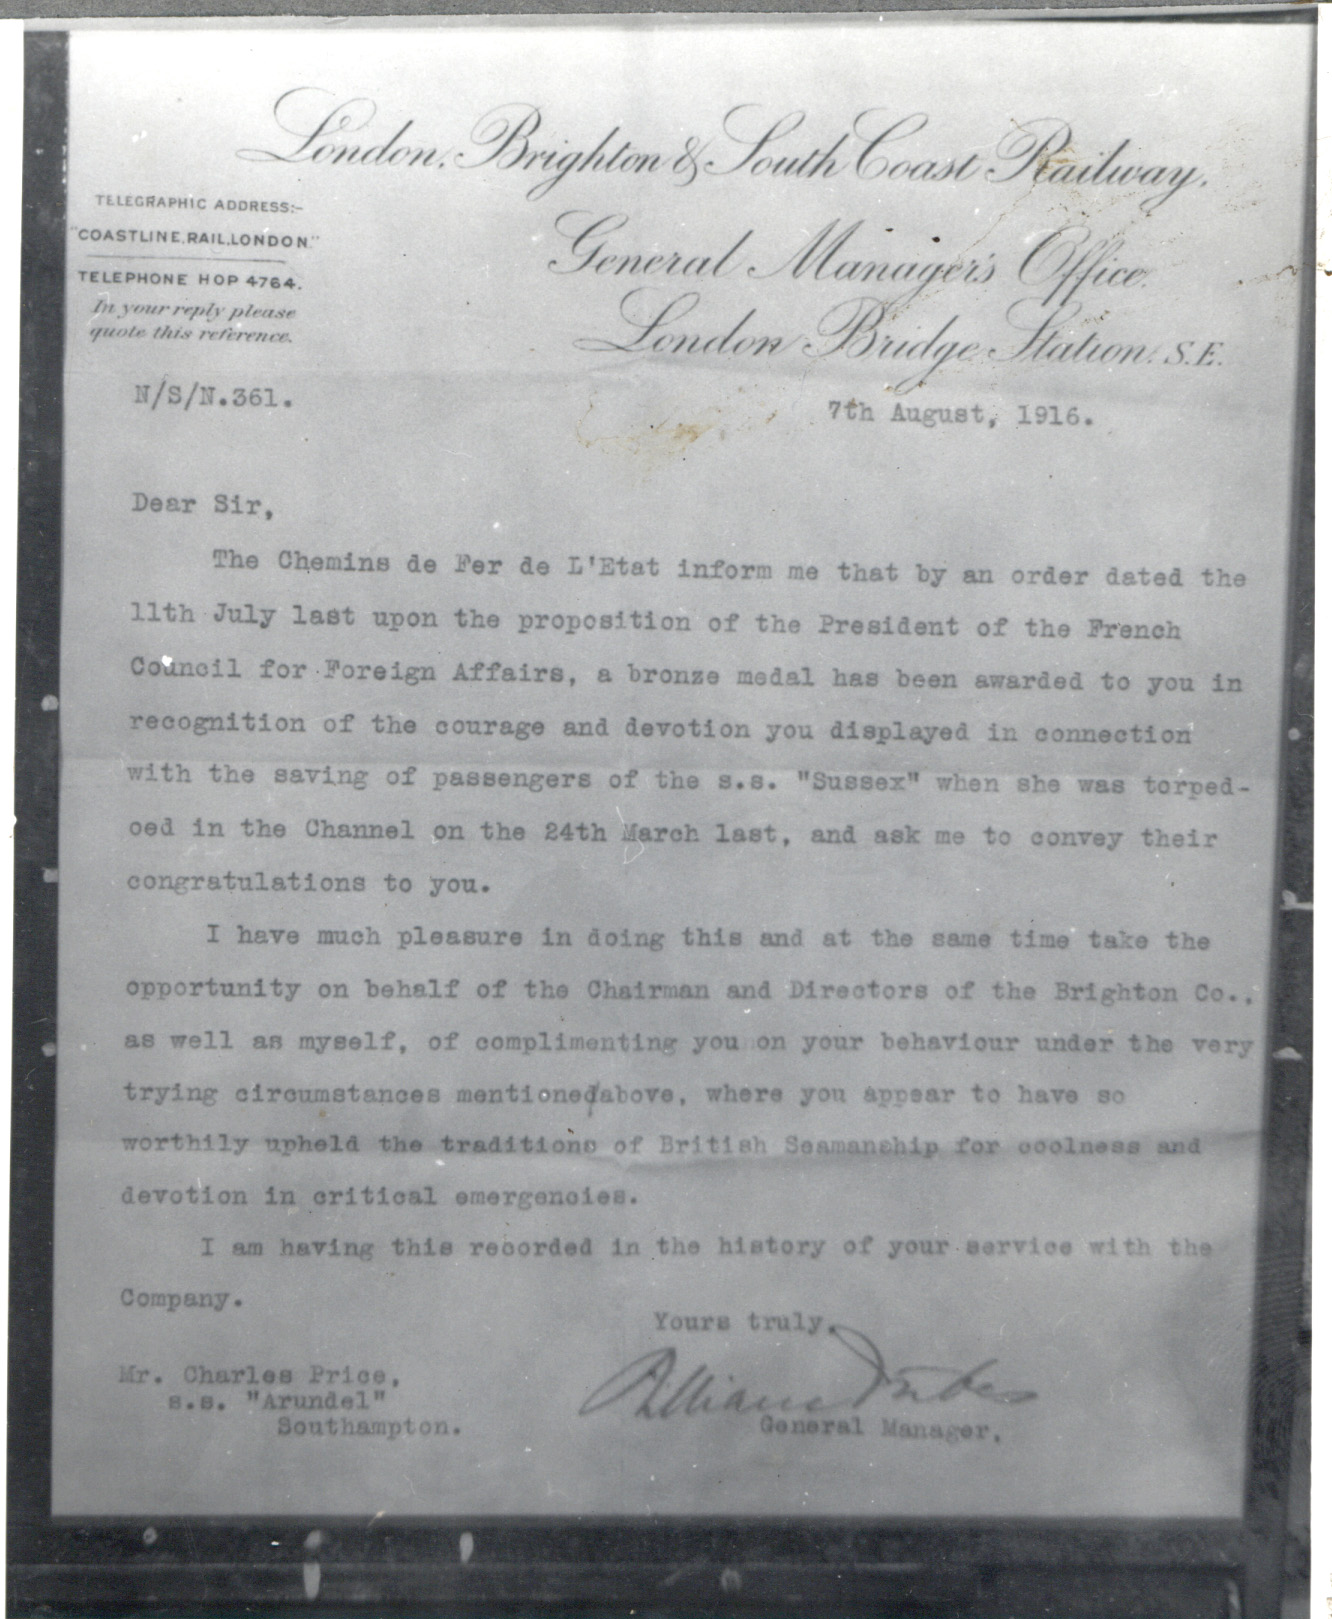 London, Brighton & South Coast Railway.
TELEGRAPHIC ADDRESS:-
"COASTLINE, RAIL, LONDON."
TELEPHONE HOP 4764.
In your reply please
quote this reference.
General Manager's Office.
London Bridge Station. S.E.
N/S/N.361.
7th August, 1916.
Dear Sir,
The Chemins de Fer de L'Etat inform me that by an order dated the
11th July last upon the proposition of the President of the French
Council for Foreign Affairs, a bronze medal has been awarded to you in
recognition of the courage and devotion you displayed in connection
with the saving of passengers of the s.s. "Sussex" when she was torped-
oed in the Channel on the 24th March last, and ask me to convey their
congratulations to you.
I have much pleasure in doing this and at the same time take the
opportunity on behalf of the Chairman and Directors of the Brighton Co.,
as well as myself, of complimenting you on your behaviour under the very
trying circumstances mentioned/above, where you appear to have so
worthily upheld the traditions of British Seamanship for coolness and
devotion in critical emergencies.
I am having this recorded in the history of your service with the
Company.
Yours truly,
William Forbes
General Manager.
Mr. Charles Price,
s.s. "Arundel"
Southampton.